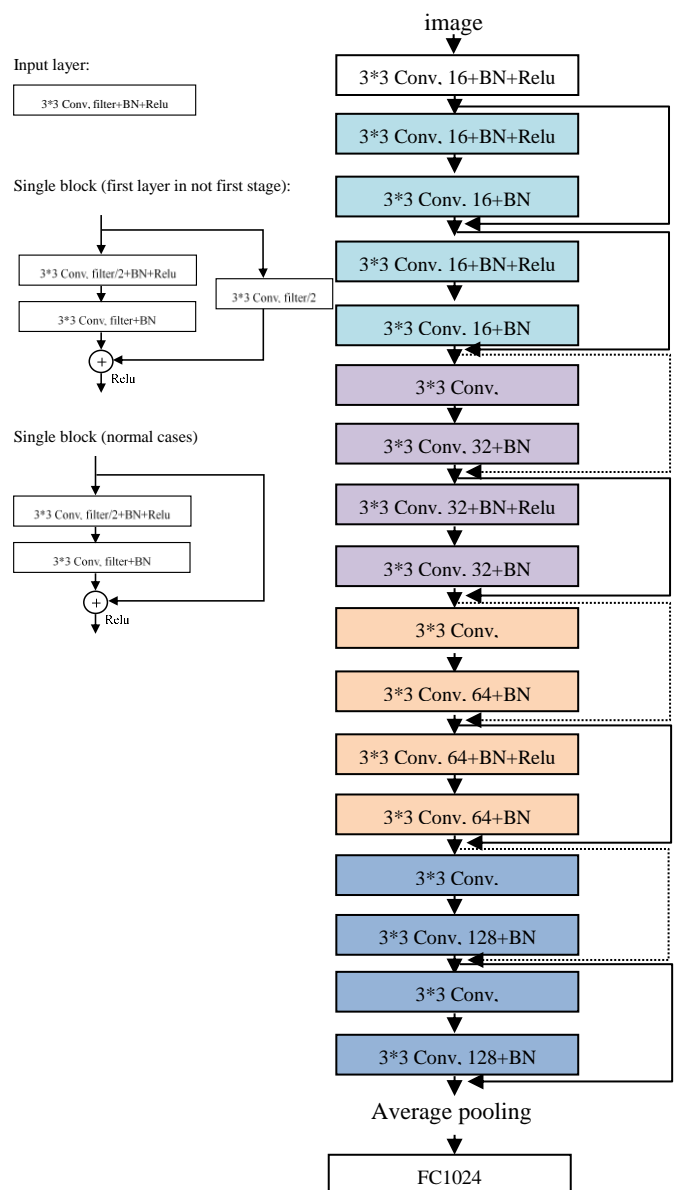 image
Input layer:
3*3 Conv, filter+BN+Relu
Single block (first layer in not first stage):
3*3 Conv, filter/2+BN+Relu
3*3 Conv, filter/2
3*3 Conv, filter+BN
+
Relu
Single block (normal cases)
3*3 Conv, filter/2+BN+Relu
3*3 Conv, filter+BN
+
Relu
3*3 Conv, 16+BN+Relu
3*3 Conv, 16+BN+Relu
3*3 Conv, 16+BN
3*3 Conv, 16+BN+Relu
3*3 Conv, 16+BN
3*3 Conv,
3*3 Conv, 32+BN
3*3 Conv, 32+BN+Relu
3*3 Conv, 32+BN
3*3 Conv,
3*3 Conv, 64+BN
3*3 Conv, 64+BN+Relu
3*3 Conv, 64+BN
3*3 Conv,
3*3 Conv, 128+BN
3*3 Conv,
3*3 Conv, 128+BN
Average pooling
FC1024